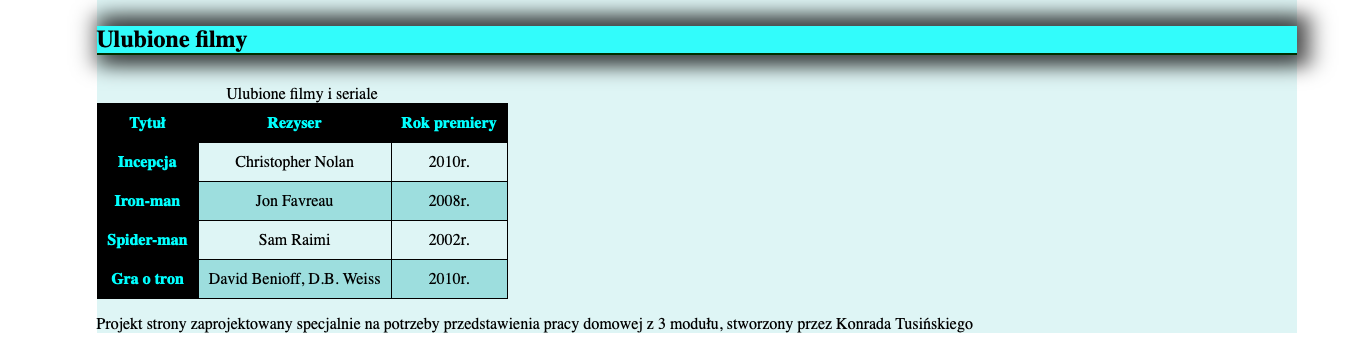 Ulubione filmy
Ulubione filmy i seriale
Tytuł Rezyser Rok premiery
Incepcja Christopher Nolan 2010r.
Iron-man Jon Favreau 2008r.
Spider-man Sam Raimi 2002r.
Gra o tron David Benioff, D.B. Weiss 2010r.
Projekt strony zaprojektowany specjalnie na potrzeby przedstawienia pracy domowej z 3 modułu, stworzony przez Konrada Tusińskiego